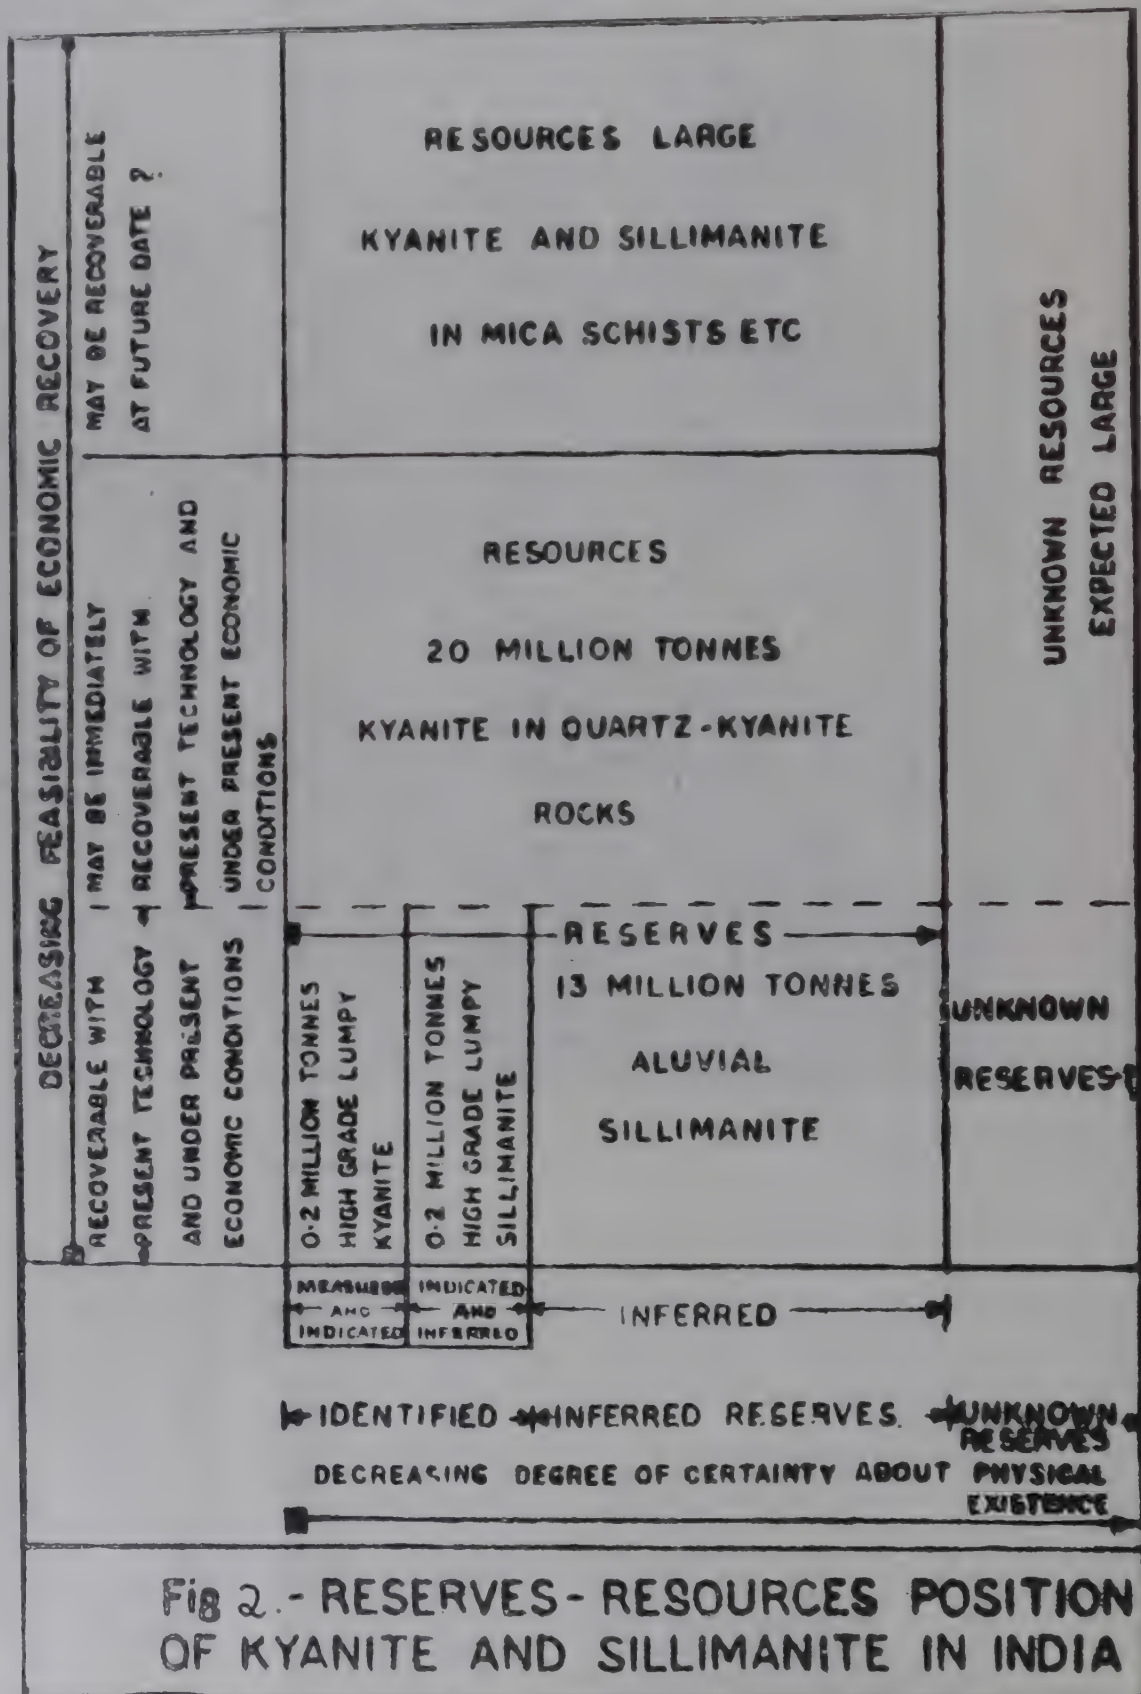 DECREASING FEASIBLITY OF ECONOMIC RECOVERY
MAY BE RECOVERABLE
AT FUTURE DATE ?
MAY BE IMMEDIATELY
RECOVERABLE WITH
PRESENT TECHNOLOGY AND
UNDER PRESENT ECONOMIC
CONDITIONS
RECOVERABLE WITH
PRESENT TECHNOLOGY
AND UNDER PRESENT
ECONOMIC CONDITIONS
RESOURCES LARGE
KYANITE AND SILLIMANITE
IN MICA SCHISTS ETC
RESOURCES
20 MILLION TONNES
KYANITE IN QUARTZ-KYANITE
ROCKS
UNKNOWN RESOURCES
EXPECTED LARGE
RESERVES
0.2 MILLION TONNES
HIGH GRADE LUMPY
KYANITE
0.2 MILLION TONNES
HIGH GRADE LUMPY
SILLIMANITE
13 MILLION TONNES
ALUVIAL
SILLIMANITE
UNKNOWN
RESERVES
MEASURED
AND
INDICATED
INDICATED
AND
INFERRED
INFERRED
IDENTIFIED INFERRED RESERVES. UNKNOWN
RESERVES
DECREASING DEGREE OF CERTAINTY ABOUT PHYSICAL
EXISTENCE
Fig 2.- RESERVES- RESOURCES POSITION
OF KYANITE AND SILLIMANITE IN INDIA